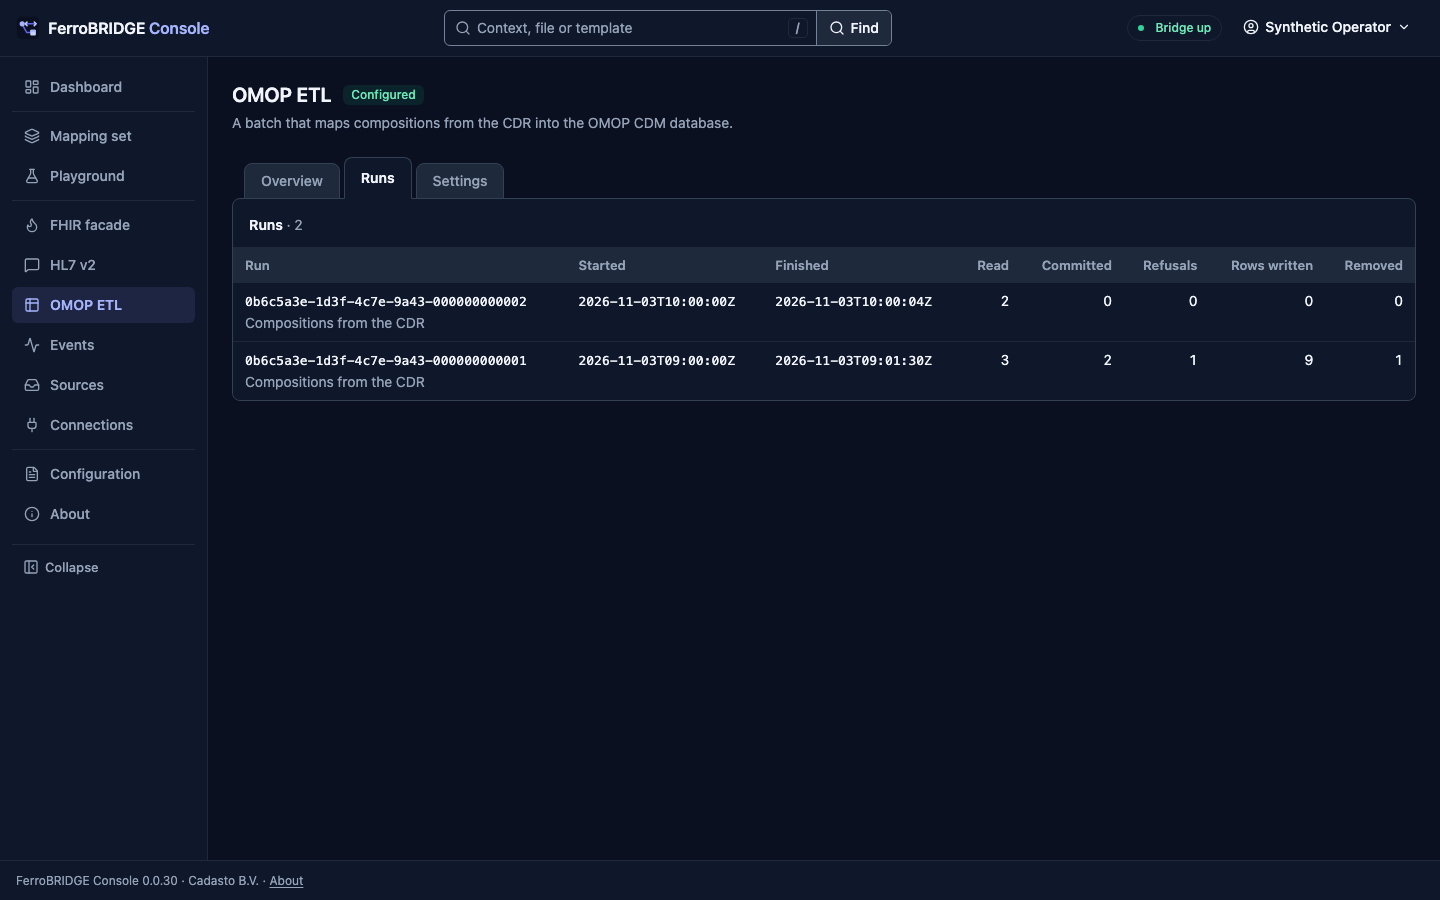 FerroBRIDGE Console
Context, file or template
/
Find
Bridge up
Synthetic Operator
Dashboard
Mapping set
Playground
FHIR facade
HL7 v2
OMOP ETL
Events
Sources
Connections
Configuration
About
Collapse
OMOP ETL Configured
A batch that maps compositions from the CDR into the OMOP CDM database.
Overview Runs Settings
Runs · 2
Run Started Finished Read Committed Refusals Rows written Removed
0b6c5a3e-1d3f-4c7e-9a43-000000000002 2026-11-03T10:00:00Z 2026-11-03T10:00:04Z 2 0 0 0 0
Compositions from the CDR
0b6c5a3e-1d3f-4c7e-9a43-000000000001 2026-11-03T09:00:00Z 2026-11-03T09:01:30Z 3 2 1 9 1
Compositions from the CDR
FerroBRIDGE Console 0.0.30 · Cadasto B.V. · About